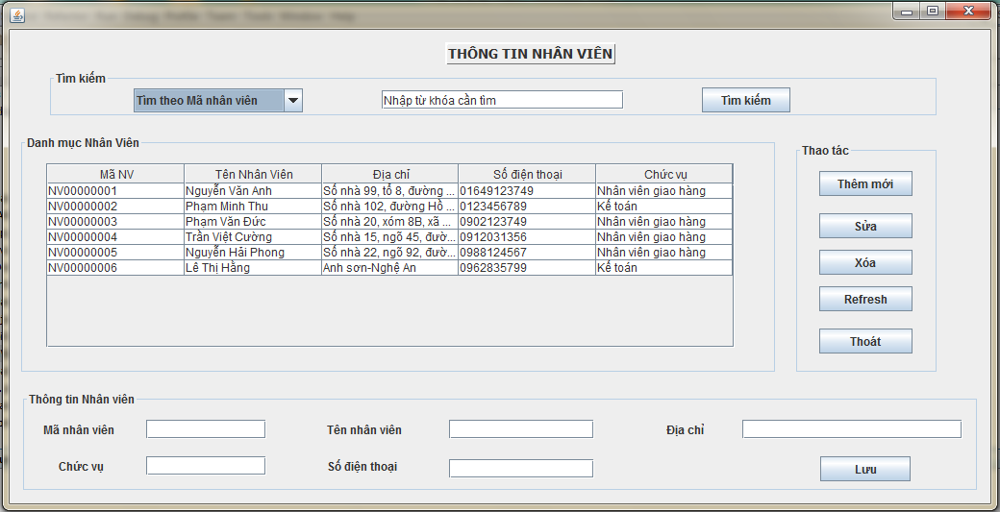 THÔNG TIN NHÂN VIÊN
Tìm kiếm
Tìm theo Mã nhân viên Nhập từ khóa cần tìm Tìm kiếm
Danh mục Nhân Viên Thao tác
Mã NV Tên Nhân Viên Địa chỉ Số điện thoại Chức vụ
NV00000001 Nguyễn Văn Anh Số nhà 99, tổ 8, đường ... 01649123749 Nhân viên giao hàng
NV00000002 Phạm Minh Thu Số nhà 102, đường Hồ ... 0123456789 Kế toán
NV00000003 Phạm Văn Đức Số nhà 20, xóm 8B, xã ... 0902123749 Nhân viên giao hàng
NV00000004 Trần Việt Cường Số nhà 15, ngõ 45, đườ... 0912031356 Nhân viên giao hàng
NV00000005 Nguyễn Hải Phong Số nhà 22, ngõ 92, đườ... 0988124567 Nhân viên giao hàng
NV00000006 Lê Thị Hằng Anh sơn-Nghệ An 0962835799 Kế toán
Thêm mới
Sửa
Xóa
Refresh
Thoát
Thông tin Nhân viên
Mã nhân viên Tên nhân viên Địa chỉ
Chức vụ Số điện thoại Lưu